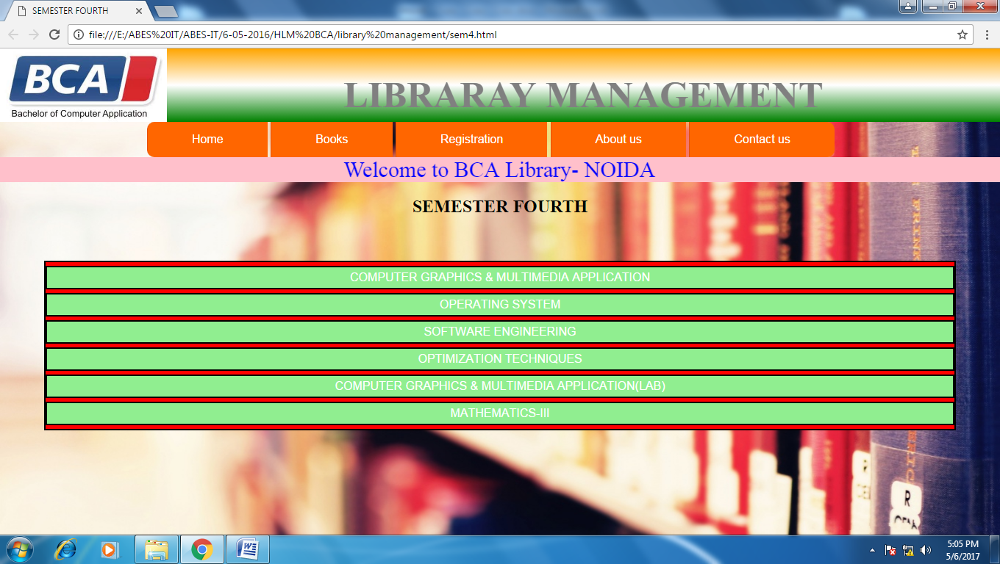 SEMESTER FOURTH
file:///E:/ABES%20IT/ABES-IT/6-05-2016/HLM%20BCA/library%20management/sem4.html
BCA
Bachelor of Computer Application
LIBRARAY MANAGEMENT
Home Books Registration About us Contact us
Welcome to BCA Library- NOIDA
SEMESTER FOURTH
COMPUTER GRAPHICS & MULTIMEDIA APPLICATION
OPERATING SYSTEM
SOFTWARE ENGINEERING
OPTIMIZATION TECHNIQUES
COMPUTER GRAPHICS & MULTIMEDIA APPLICATION(LAB)
MATHEMATICS-III
R
R
5:05 PM
5/6/2017